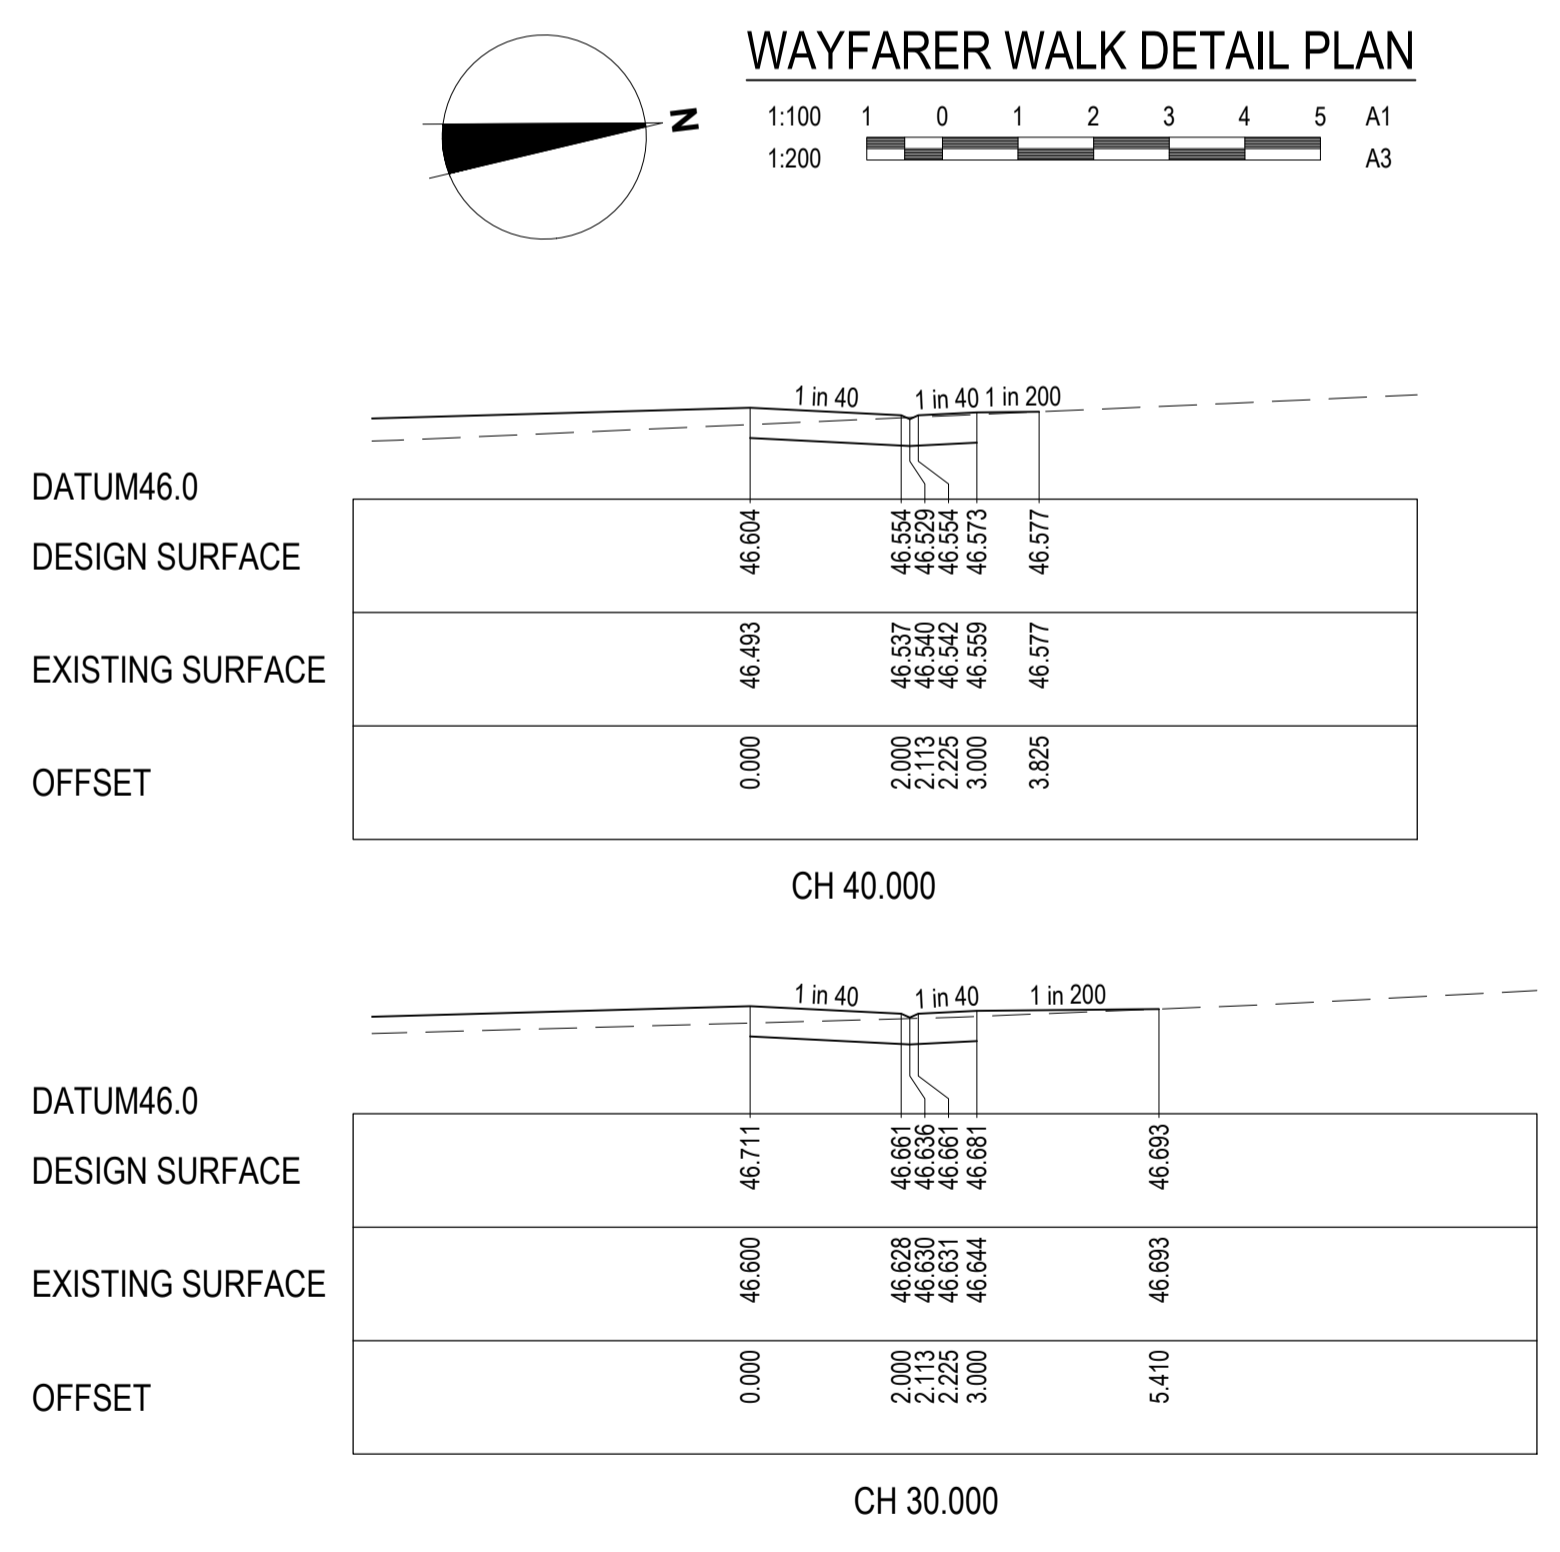 WAYFARER WALK DETAIL PLAN
N
1:100 1 0 1 2 3 4 5 A1
1:200 A3
1 in 40 1 in 40 1 in 200
DATUM46.0
DESIGN SURFACE 46.604 46.554 46.529 46.554 46.573 46.577
EXISTING SURFACE 46.493 46.537 46.540 46.542 46.559 46.577
OFFSET 0.000 2.000 2.113 2.225 3.000 3.825
CH 40.000
1 in 40 1 in 40 1 in 200
DATUM46.0
DESIGN SURFACE 46.711 46.661 46.636 46.661 46.681 46.693
EXISTING SURFACE 46.600 46.628 46.630 46.631 46.644 46.693
OFFSET 0.000 2.000 2.113 2.225 3.000 5.410
CH 30.000